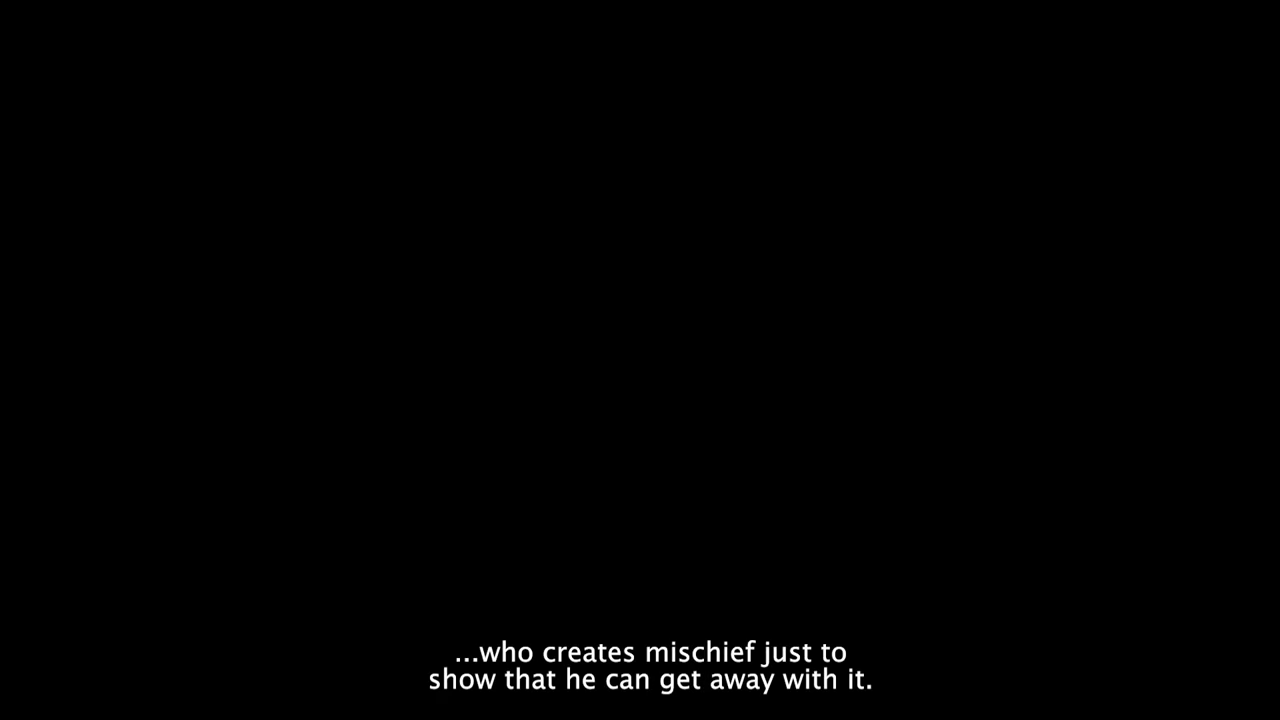 ...who creates mischief just to
show that he can get away with it.